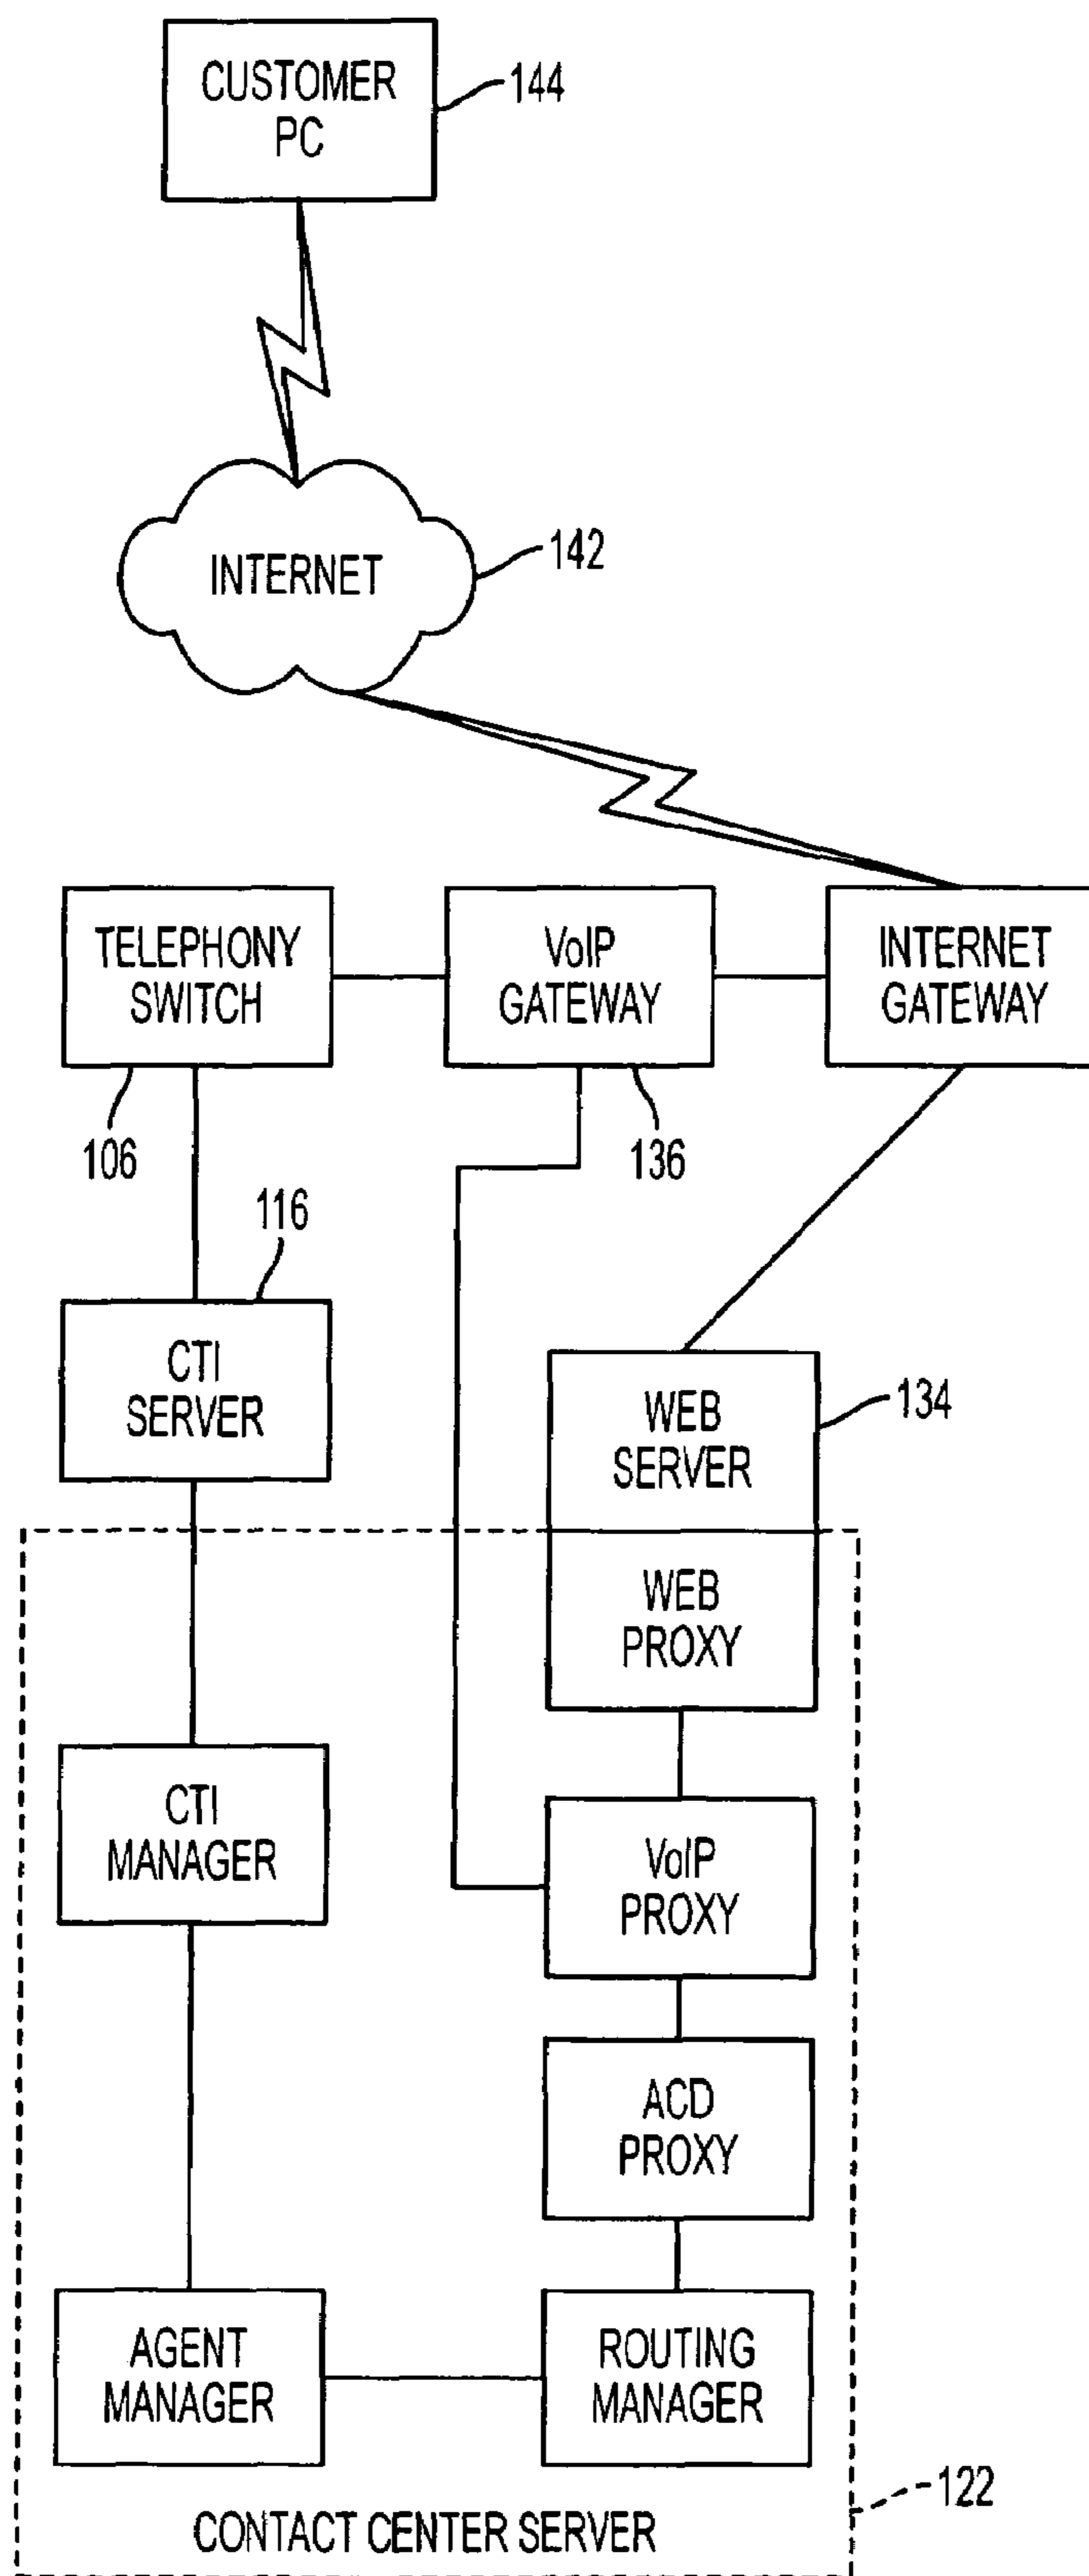 CUSTOMER
PC
144
INTERNET
142
TELEPHONY
SWITCH
VoIP
GATEWAY
INTERNET
GATEWAY
106
136
116
CTI
SERVER
WEB
SERVER
134
WEB
PROXY
CTI
MANAGER
VoIP
PROXY
ACD
PROXY
AGENT
MANAGER
ROUTING
MANAGER
122
CONTACT CENTER SERVER